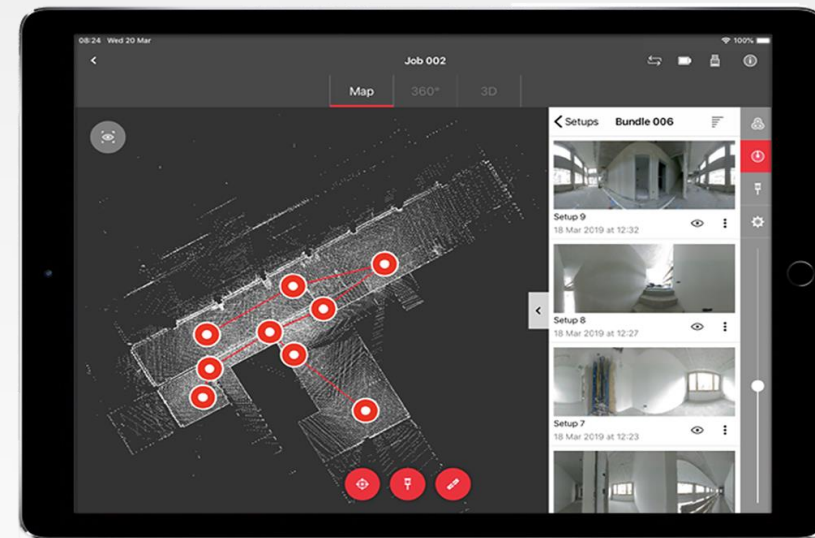 08:24 Wed 20 Mar
100%
Job 002
Map 360° 3D
Setups Bundle 006
Setup 9
18 Mar 2019 at 12:32
Setup 8
18 Mar 2019 at 12:27
Setup 7
18 Mar 2019 at 12:23